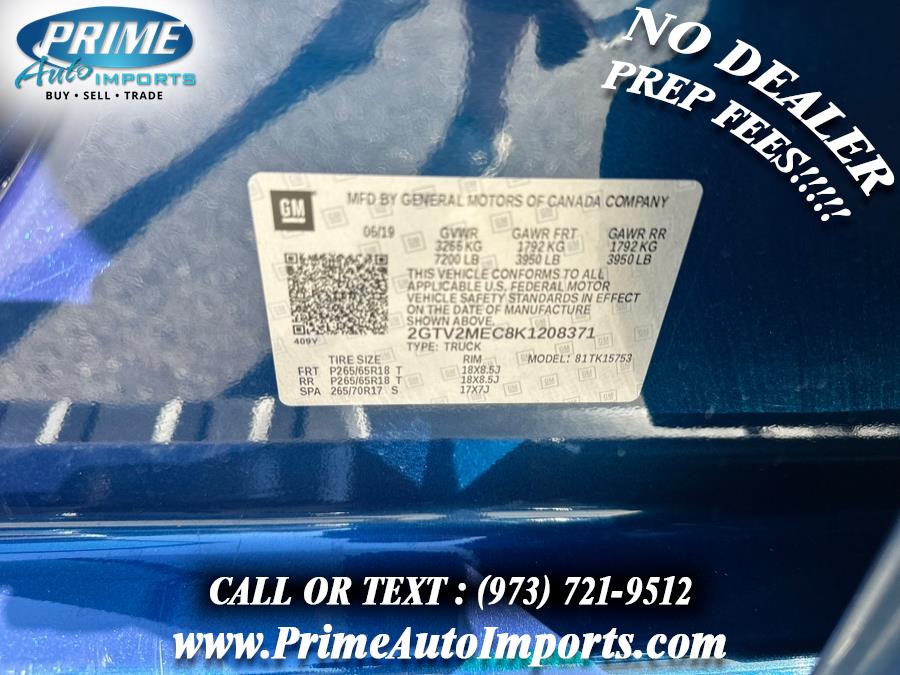 PRIME
Auto IMPORTS
BUY • SELL • TRADE
NO DEALER
PREP FEES!!!!!
GM
MFD BY GENERAL MOTORS OF CANADA COMPANY
06/19 GVWR GAWR FRT GAWR RR
3266 KG 1792 KG 1792 KG
7200 LB 3950 LB 3950 LB
THIS VEHICLE CONFORMS TO ALL
APPLICABLE U.S. FEDERAL MOTOR
VEHICLE SAFETY STANDARDS IN EFFECT
ON THE DATE OF MANUFACTURE
SHOWN ABOVE.
409Y
2GTV2MEC8K1208371
TYPE: TRUCK
TIRE SIZE RIM MODEL: 81TK15753
FRT P265/65R18 T 18X8.5J
RR P265/65R18 T 18X8.5J
SPA 265/70R17 S 17X7J
CALL OR TEXT : (973) 721-9512
www.PrimeAutoImports.com